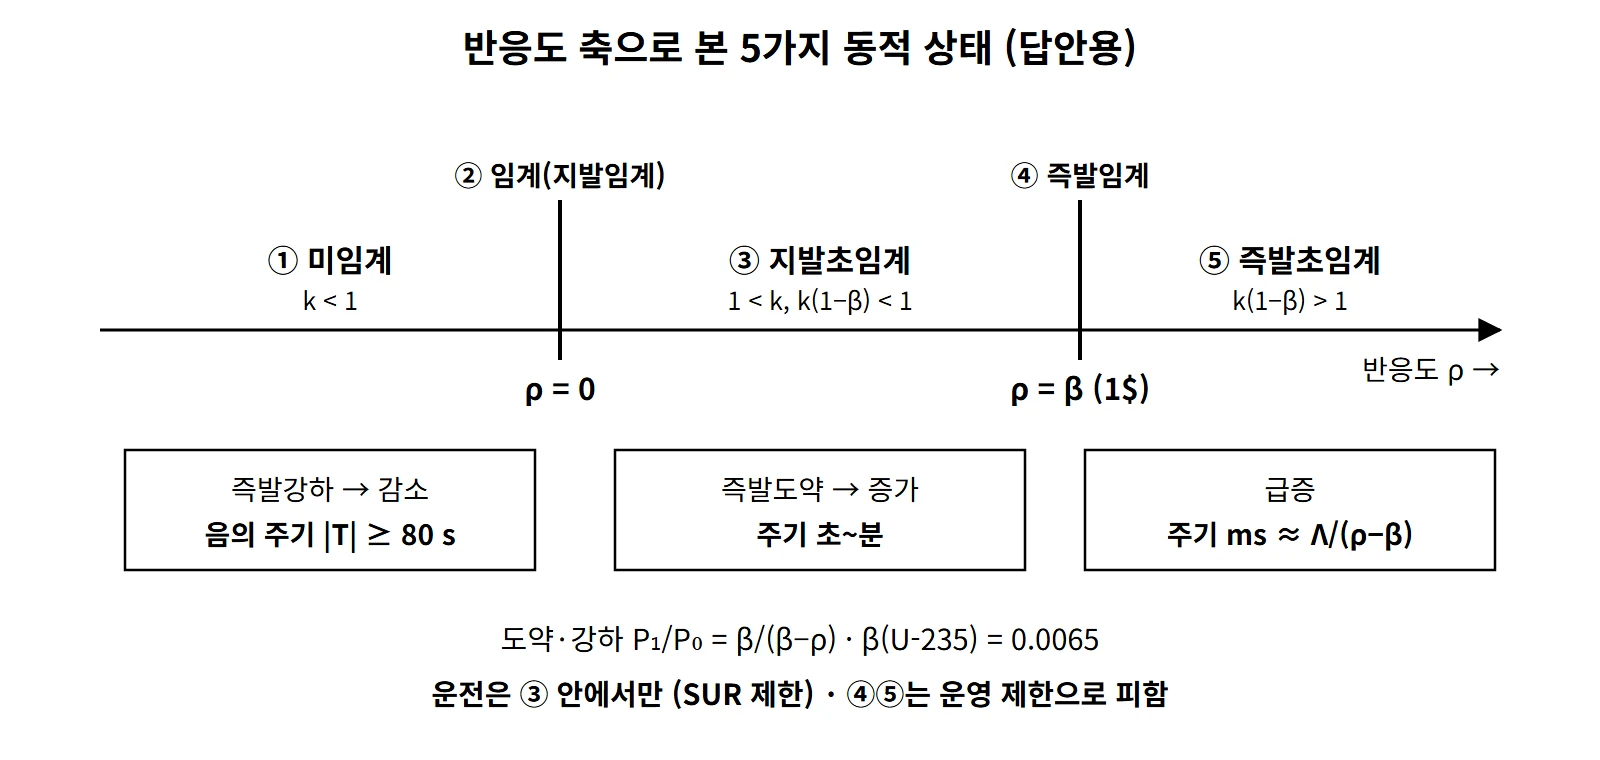 반응도 축으로 본 5가지 동적 상태 (답안용)
② 임계(지발임계)
④ 즉발임계
① 미임계
③ 지발초임계
⑤ 즉발초임계
k < 1
1 < k, k(1−β) < 1
k(1−β) > 1
반응도 ρ →
ρ = 0
ρ = β (1$)
즉발강하 → 감소
음의 주기 |T| ≥ 80 s
즉발도약 → 증가
주기 초~분
급증
주기 ms ≈ Λ/(ρ−β)
도약·강하 P₁/P₀ = β/(β−ρ) · β(U-235) = 0.0065
운전은 ③ 안에서만 (SUR 제한) · ④⑤는 운영 제한으로 피함